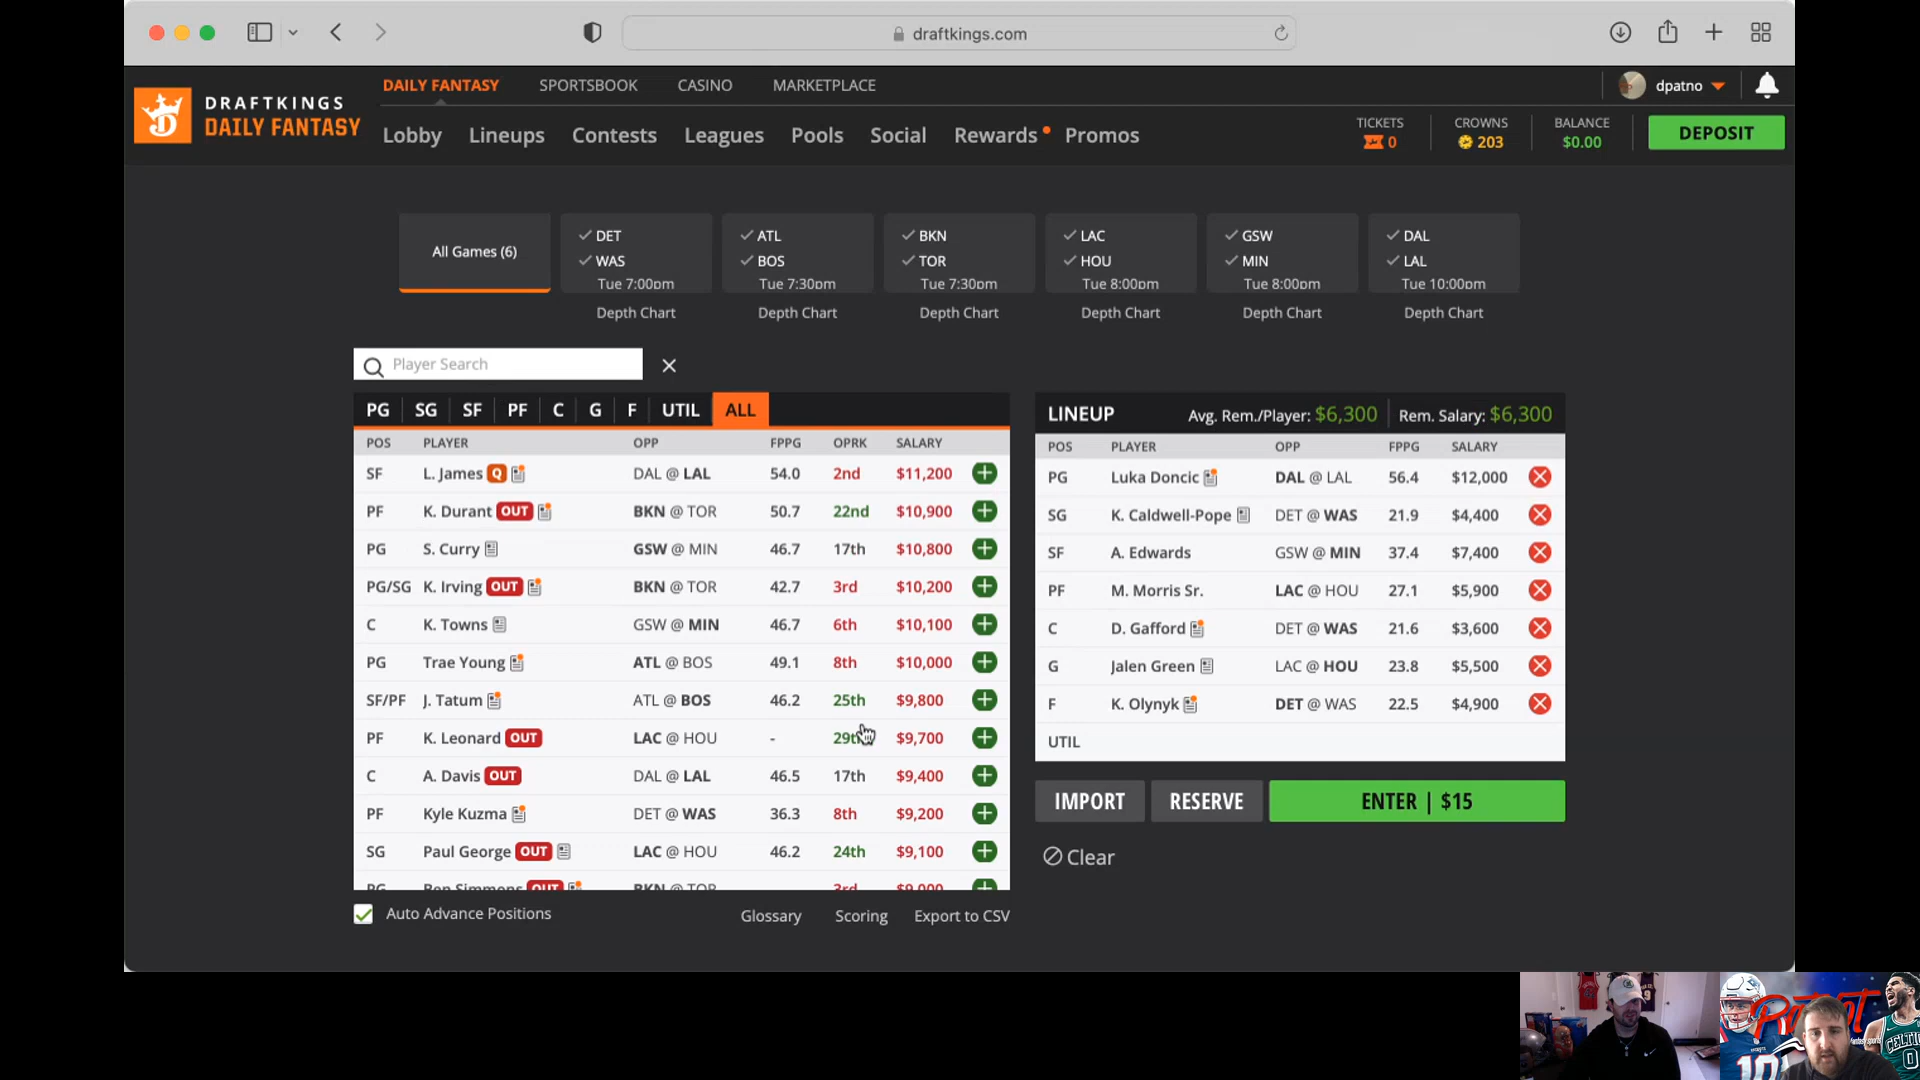 draftkings.com
DRAFTKINGS
DAILY FANTASY
DAILY FANTASY SPORTSBOOK CASINO MARKETPLACE
dpatno
Lobby Lineups Contests Leagues Pools Social Rewards Promos
TICKETS 0
CROWNS 203
BALANCE $0.00
DEPOSIT
All Games (6)
DET WAS Tue 7:00pm Depth Chart
ATL BOS Tue 7:30pm Depth Chart
BKN TOR Tue 7:30pm Depth Chart
LAC HOU Tue 8:00pm Depth Chart
GSW MIN Tue 8:00pm Depth Chart
DAL LAL Tue 10:00pm Depth Chart
Player Search
PG SG SF PF C G F UTIL ALL
POS PLAYER OPP FPPG OPRK SALARY
SF L. James Q DAL @ LAL 54.0 2nd $11,200
PF K. Durant OUT BKN @ TOR 50.7 22nd $10,900
PG S. Curry GSW @ MIN 46.7 17th $10,800
PG/SG K. Irving OUT BKN @ TOR 42.7 3rd $10,200
C K. Towns GSW @ MIN 46.7 6th $10,100
PG Trae Young ATL @ BOS 49.1 8th $10,000
SF/PF J. Tatum ATL @ BOS 46.2 25th $9,800
PF K. Leonard OUT LAC @ HOU - 29th $9,700
C A. Davis OUT DAL @ LAL 46.5 17th $9,400
PF Kyle Kuzma DET @ WAS 36.3 8th $9,200
SG Paul George OUT LAC @ HOU 46.2 24th $9,100
PG Ben Simmons OUT BKN @ TOR 3rd $9,000
Auto Advance Positions
Glossary Scoring Export to CSV
LINEUP Avg. Rem./Player: $6,300 Rem. Salary: $6,300
POS PLAYER OPP FPPG SALARY
PG Luka Doncic DAL @ LAL 56.4 $12,000
SG K. Caldwell-Pope DET @ WAS 21.9 $4,400
SF A. Edwards GSW @ MIN 37.4 $7,400
PF M. Morris Sr. LAC @ HOU 27.1 $5,900
C D. Gafford DET @ WAS 21.6 $3,600
G Jalen Green LAC @ HOU 23.8 $5,500
F K. Olynyk DET @ WAS 22.5 $4,900
UTIL
IMPORT RESERVE ENTER | $15
Clear